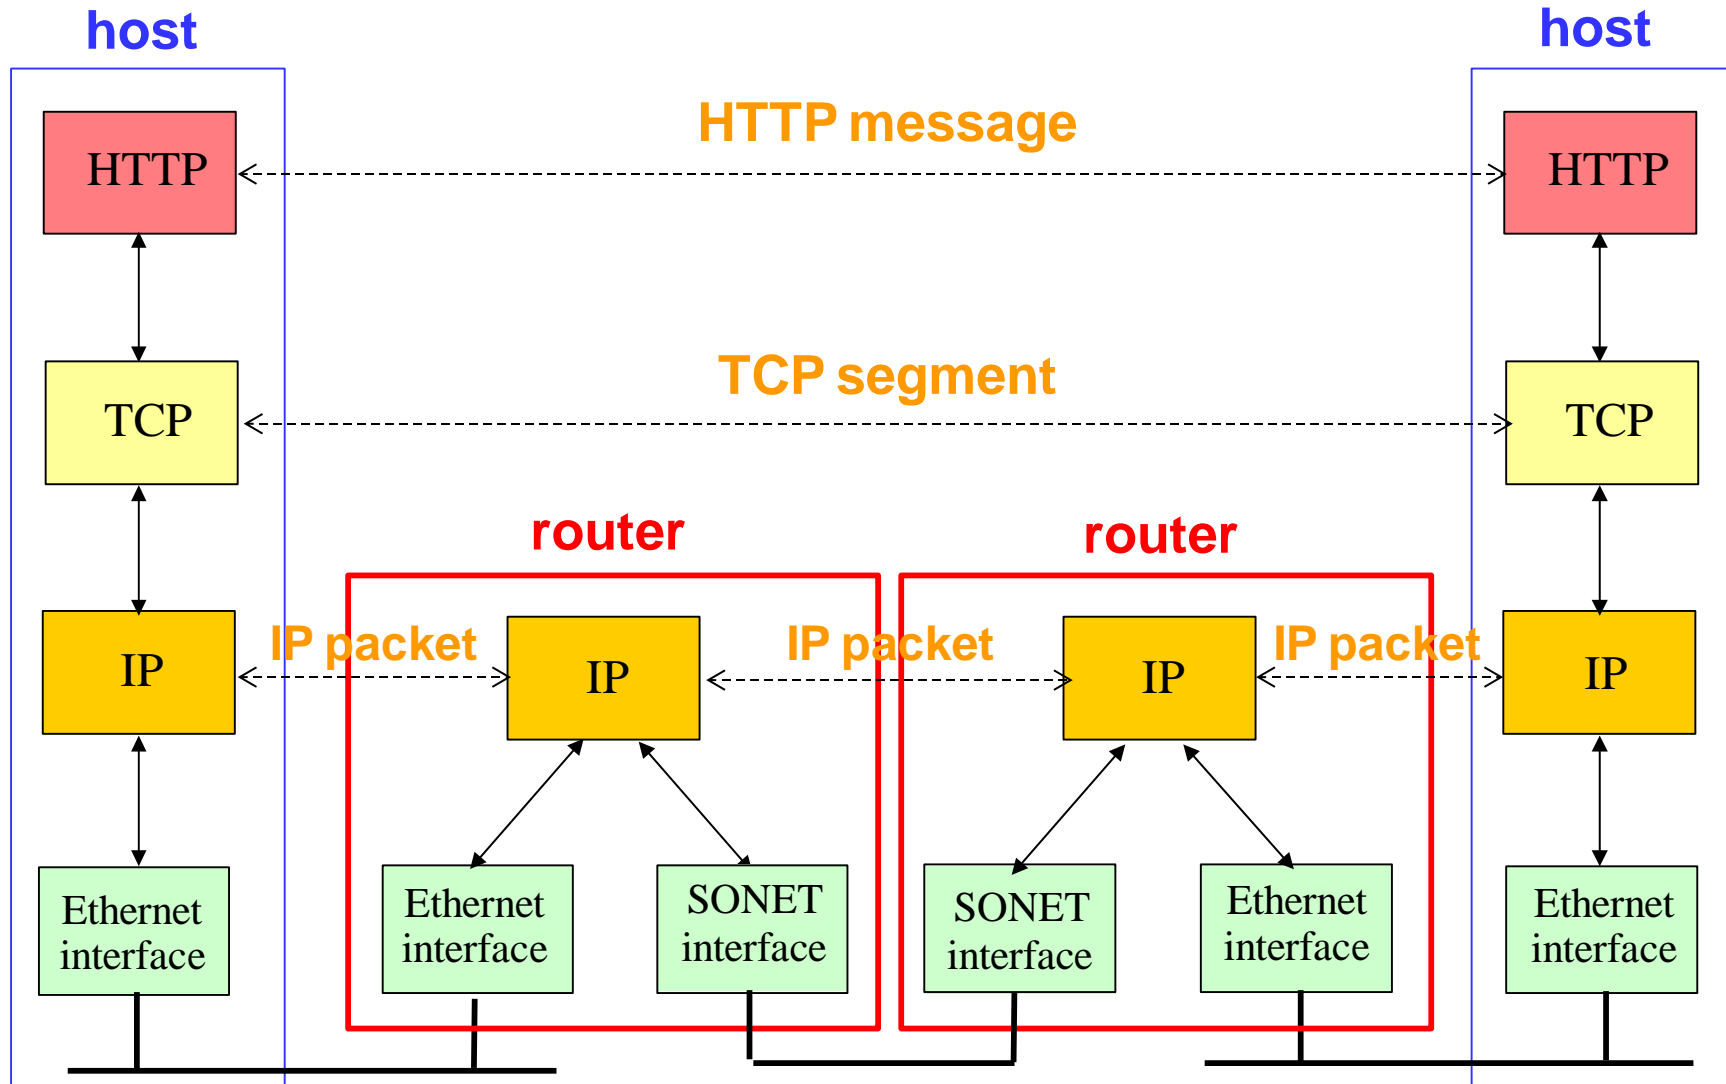 host
host
HTTP message
HTTP
HTTP
TCP segment
TCP
TCP
router
router
IP packet
IP packet
IP packet
IP
IP
IP
IP
Ethernet
interface
Ethernet
interface
SONET
interface
SONET
interface
Ethernet
interface
Ethernet
interface